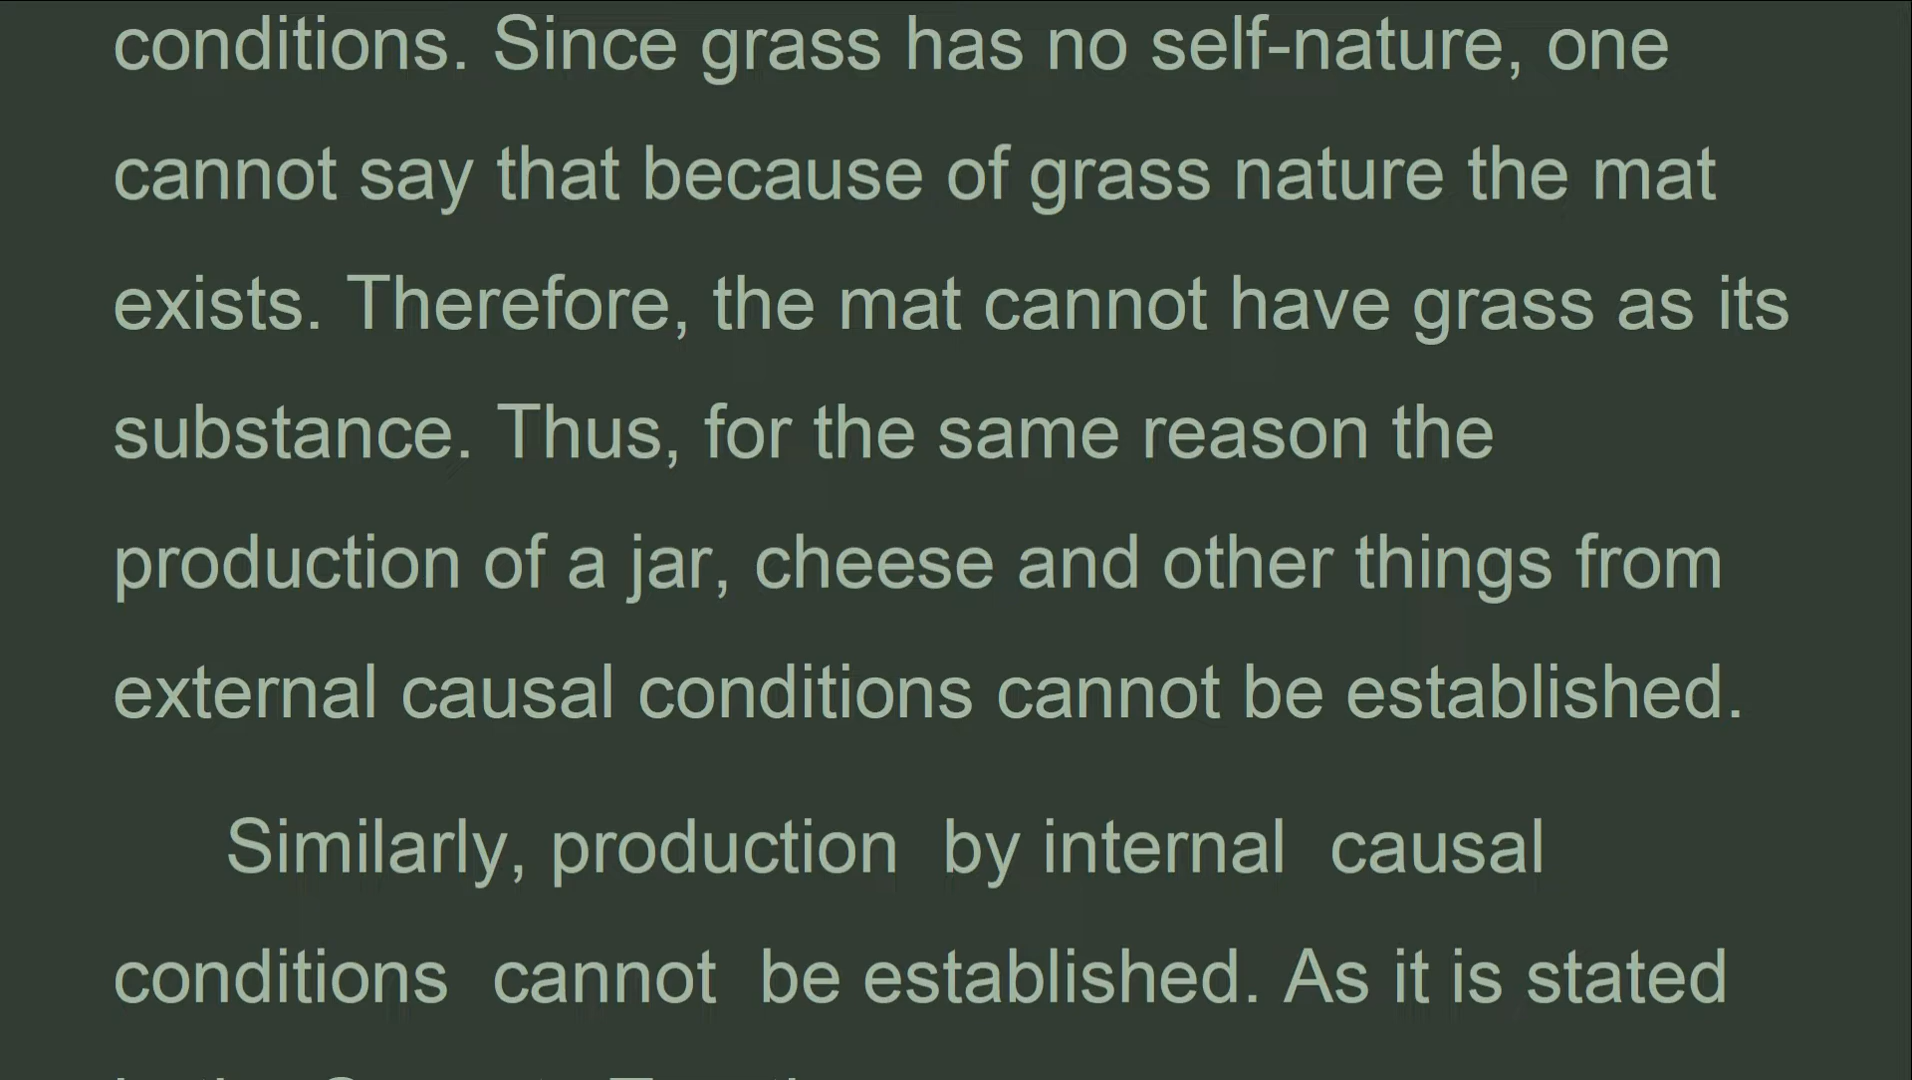 conditions. Since grass has no self-nature, one
cannot say that because of grass nature the mat
exists. Therefore, the mat cannot have grass as its
substance. Thus, for the same reason the
production of a jar, cheese and other things from
external causal conditions cannot be established.
Similarly, production by internal causal
conditions cannot be established. As it is stated